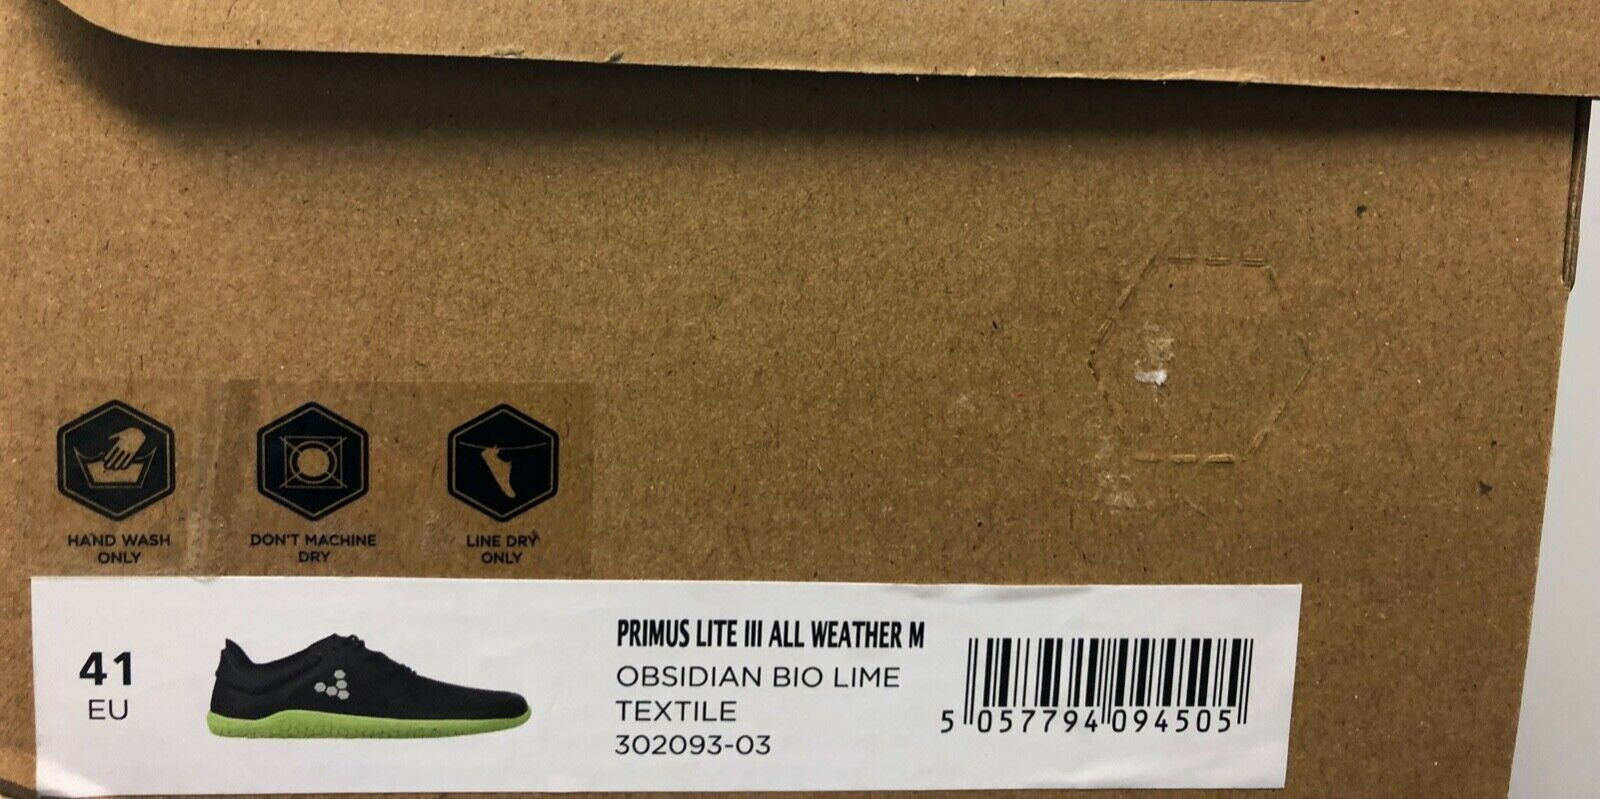 HAND WASH
ONLY
DON'T MACHINE
DRY
LINE DRY
ONLY
41
EU
PRIMUS LITE III ALL WEATHER M
OBSIDIAN BIO LIME
TEXTILE
302093-03
5 057794 094505